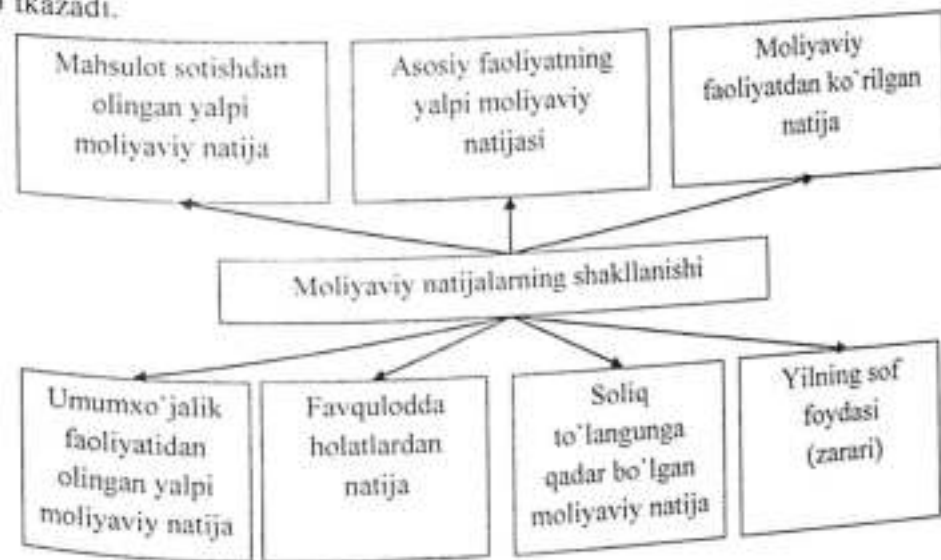 tkazadi.
Mahsulot sotishdan
olingan yalpi
moliyaviy natija
Asosiy faoliyatning
yalpi moliyaviy
natijasi
Moliyaviy
faoliyatdan ko`rilgan
natija
Moliyaviy natijalarning shakllanishi
Umumxo`jalik
faoliyatidan
olingan yalpi
moliyaviy natija
Favqulodda
holatlardan
natija
Soliq
to`langunga
qadar bo`lgan
moliyaviy natija
Yilning sof
foydasi
(zarari)